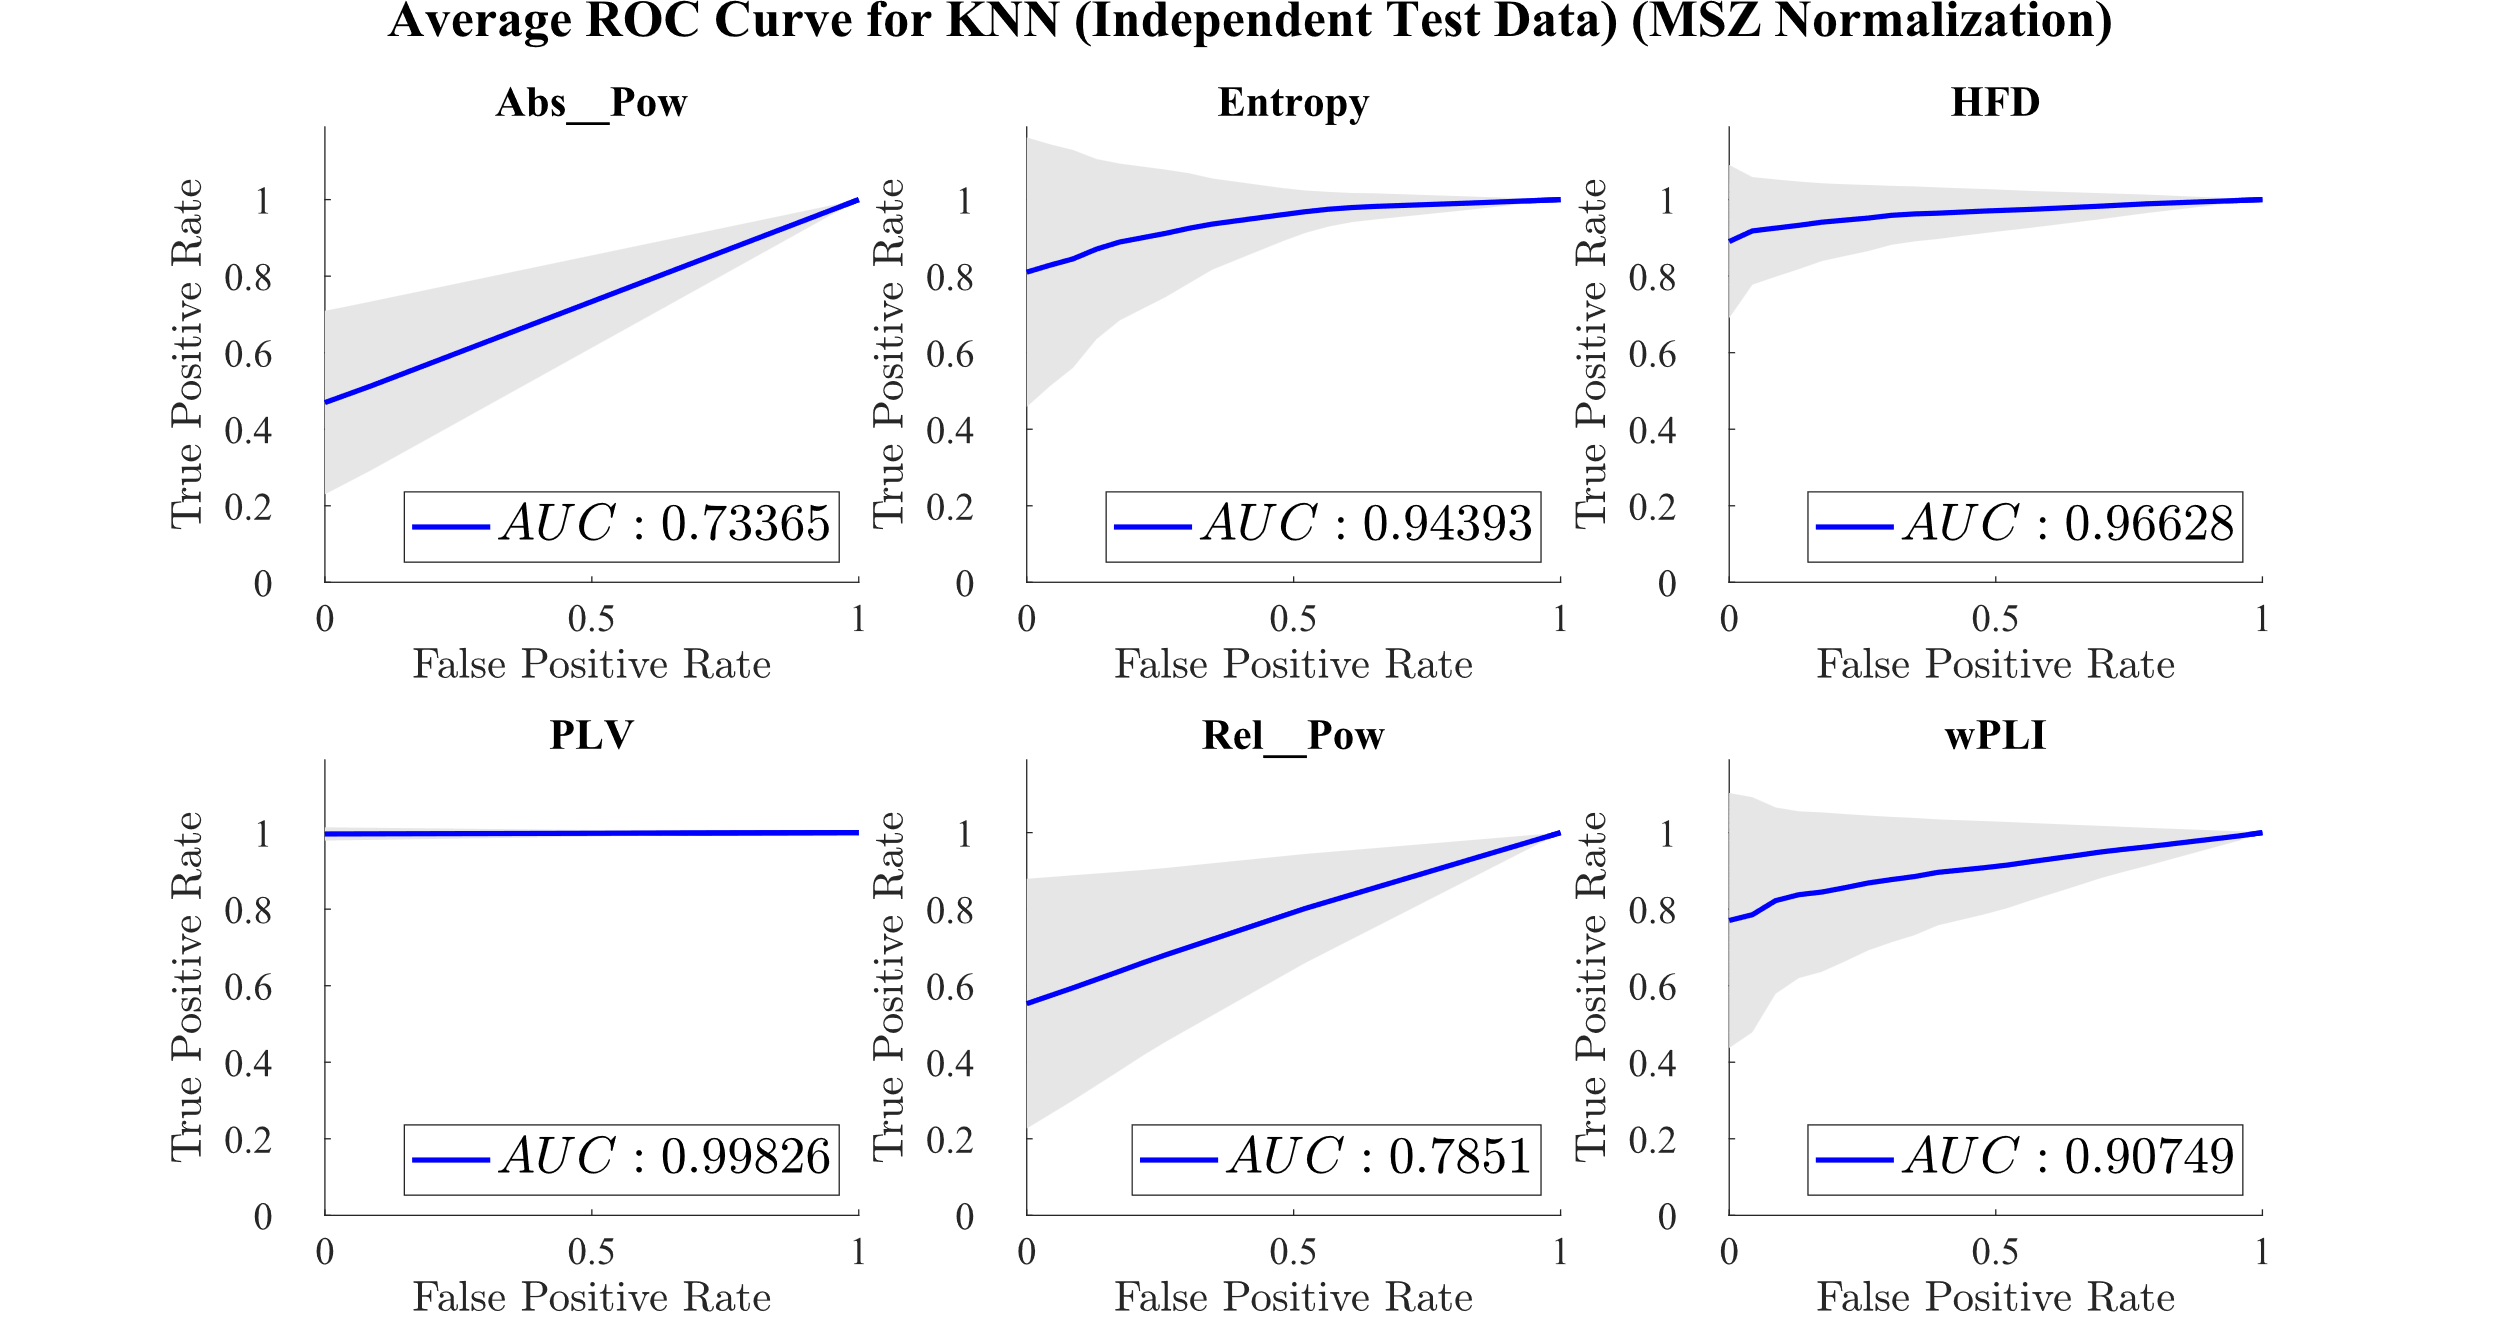 Average ROC Curve for KNN (Independent Test Data) (MSZ Normalization)
Abs__Pow
True Positive Rate
1
0.8
0.6
0.4
0.2
0
AUC : 0.73365
0 0.5 1
False Positive Rate
Entropy
True Positive Rate
1
0.8
0.6
0.4
0.2
0
AUC : 0.94393
0 0.5 1
False Positive Rate
HFD
True Positive Rate
1
0.8
0.6
0.4
0.2
0
AUC : 0.96628
0 0.5 1
False Positive Rate
PLV
True Positive Rate
1
0.8
0.6
0.4
0.2
0
AUC : 0.99826
0 0.5 1
False Positive Rate
Rel__Pow
True Positive Rate
1
0.8
0.6
0.4
0.2
0
AUC : 0.7851
0 0.5 1
False Positive Rate
wPLI
True Positive Rate
1
0.8
0.6
0.4
0.2
0
AUC : 0.90749
0 0.5 1
False Positive Rate